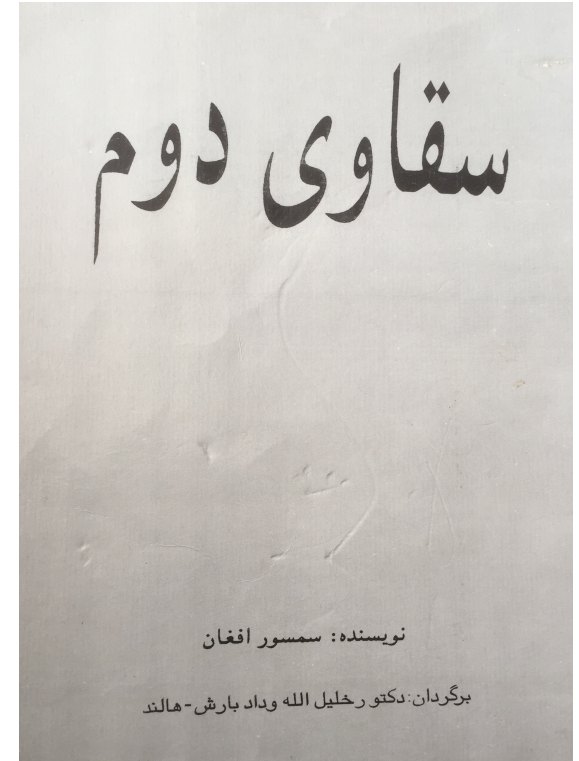 سقاوی دوم
نویسنده: سمسور افغان
برگردان:دکتو رخلیل الله وداد بارش-هالند